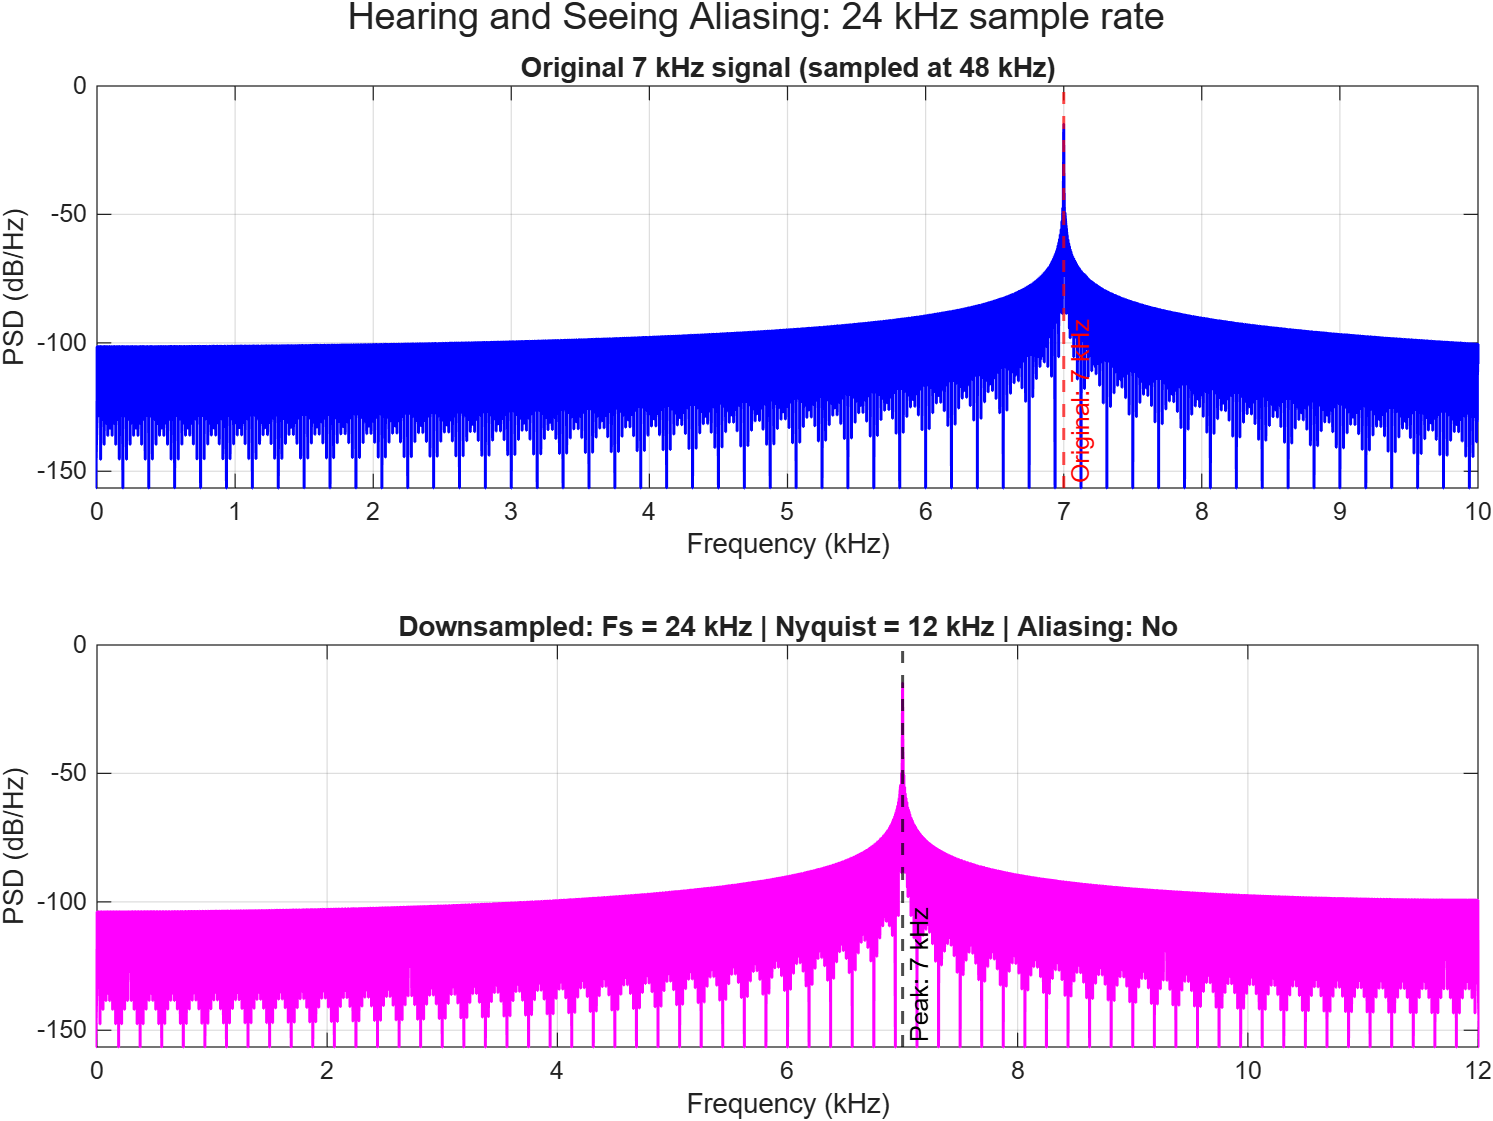 Hearing and Seeing Aliasing: 24 kHz sample rate
Original 7 kHz signal (sampled at 48 kHz)
PSD (dB/Hz)
0
-50
-100
-150
Original: 7 kHz
0 1 2 3 4 5 6 7 8 9 10
Frequency (kHz)
Downsampled: Fs = 24 kHz | Nyquist = 12 kHz | Aliasing: No
PSD (dB/Hz)
0
-50
-100
-150
Peak: 7 kHz
0 2 4 6 8 10 12
Frequency (kHz)